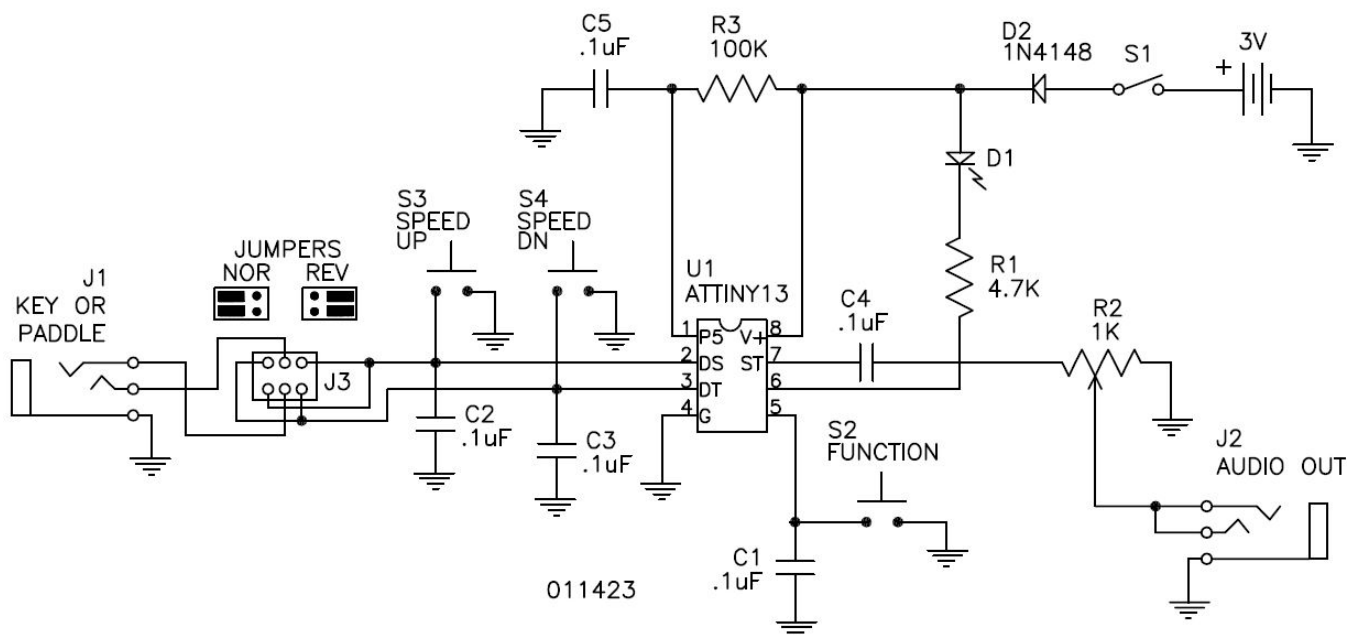 C5
.1uF
R3
100K
D2
1N4148
S1
+
3V
D1
S3
SPEED
UP
S4
SPEED
DN
JUMPERS
NOR REV
J1
KEY OR
PADDLE
J3
U1
ATTINY13
C4
.1uF
R1
4.7K
R2
1K
1 P5 V+ 8
2 DS ST 7
3 DT 6
4 G 5
C2
.1uF
C3
.1uF
S2
FUNCTION
J2
AUDIO OUT
C1
.1uF
011423